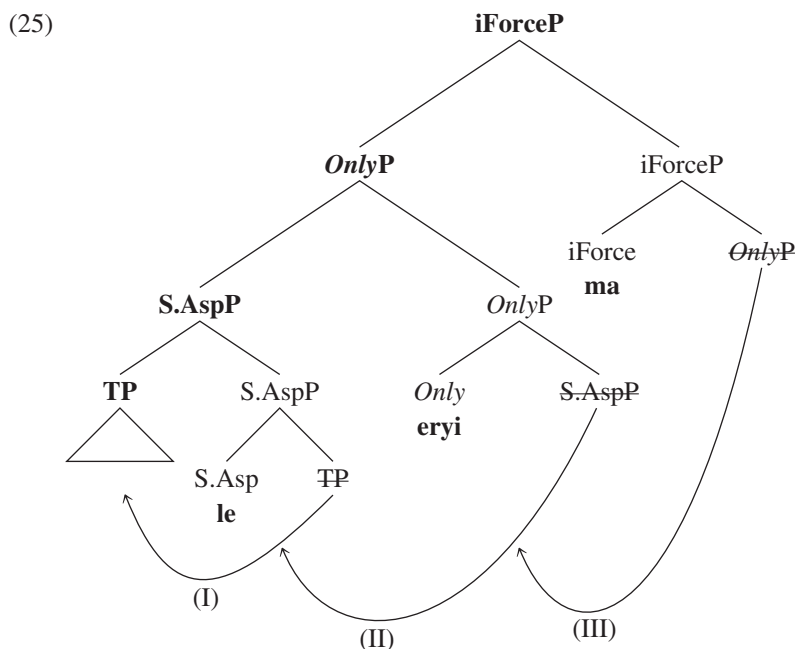 (25)
iForceP
OnlyP iForceP
iForce OnlyP
ma
S.AspP OnlyP
TP S.AspP Only S.AspP
eryi
S.Asp TP
le
(I)
(II)
(III)